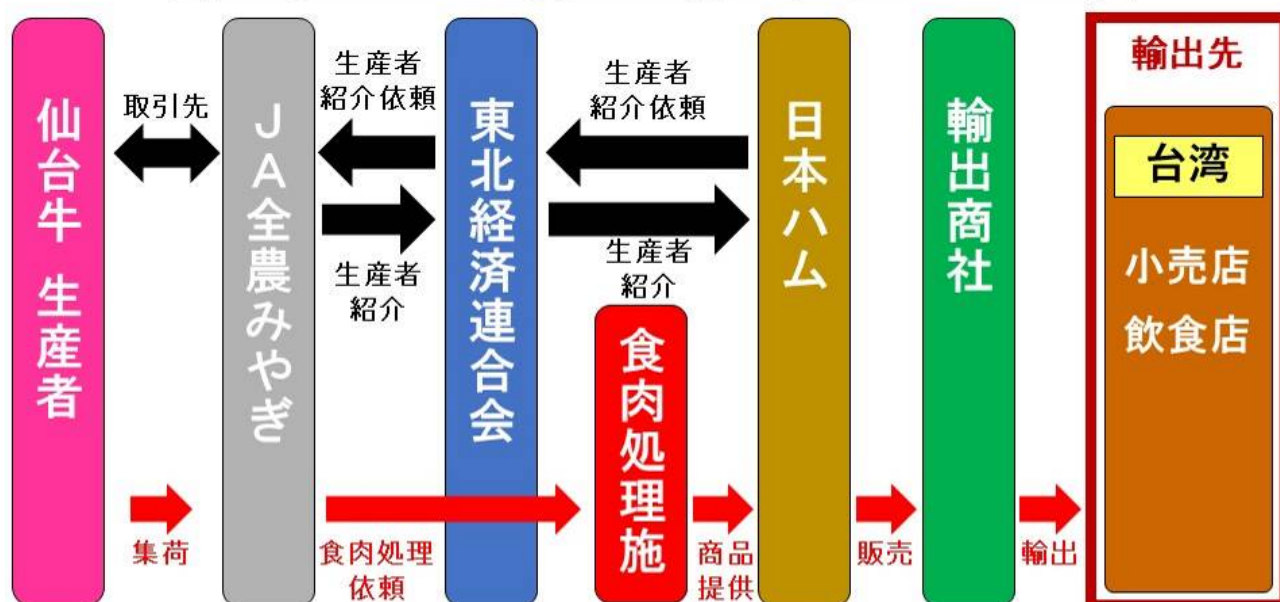 仙台牛 生産者
取引先
集荷
JA全農みやぎ
生産者
紹介依頼
生産者
紹介
食肉処理
依頼
東北経済連合会
生産者
紹介依頼
生産者
紹介
食肉処理施
商品
提供
日本ハム
販売
輸出商社
輸出
輸出先
台湾
小売店
飲食店